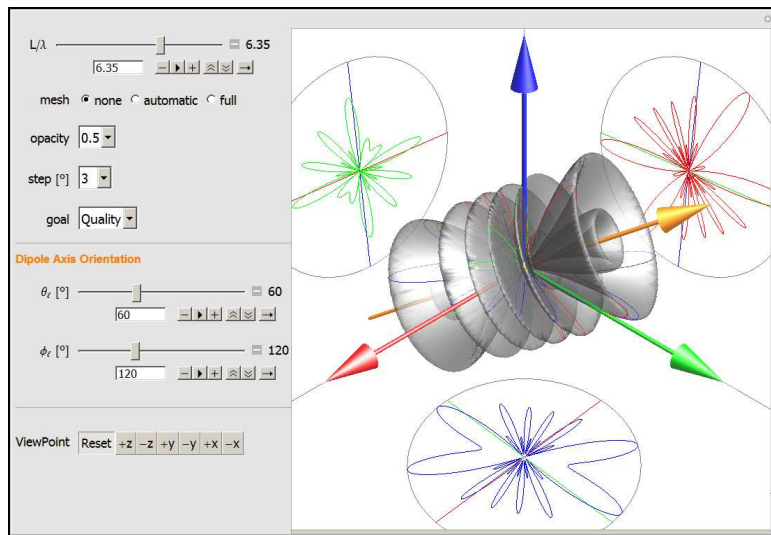 L/λ 6.35
6.35
mesh none automatic full
opacity 0.5
step [º] 3
goal Quality
Dipole Axis Orientation
θℓ [º] 60
60
ϕℓ [º] 120
120
ViewPoint Reset +z −z +y −y +x −x